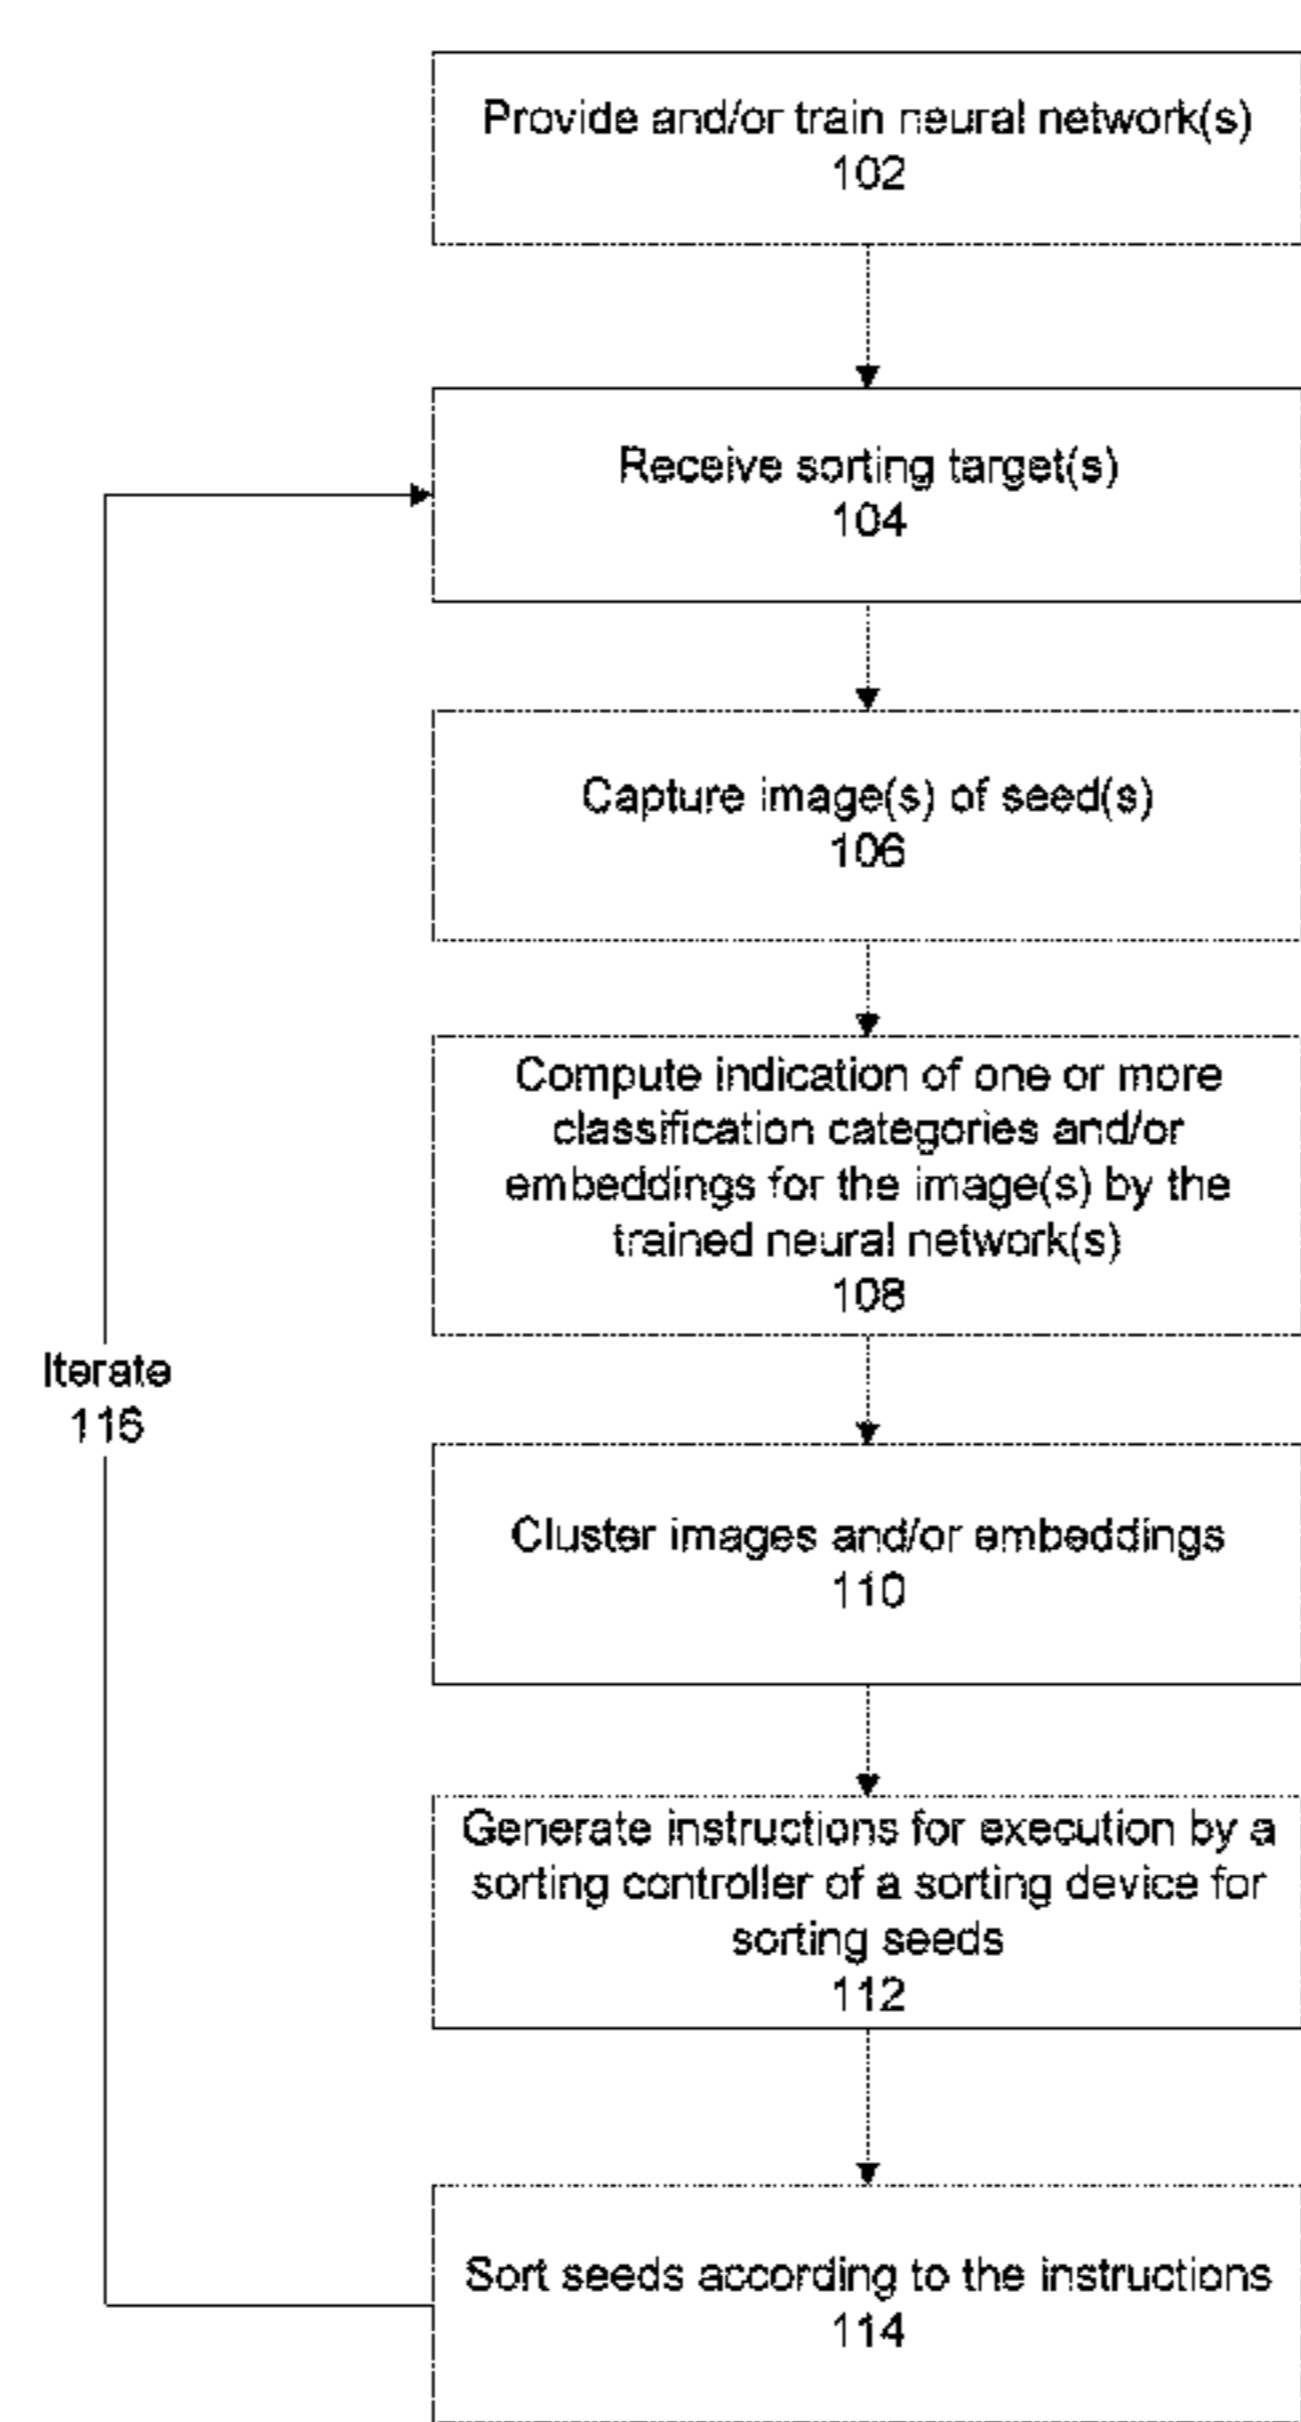 Provide and/or train neural network(s)
102
Receive sorting target(s)
104
Capture image(s) of seed(s)
106
Compute indication of one or more
classification categories and/or
embeddings for the image(s) by the
trained neural network(s)
108
Iterate
116
Cluster images and/or embeddings
110
Generate instructions for execution by a
sorting controller of a sorting device for
sorting seeds
112
Sort seeds according to the instructions
114